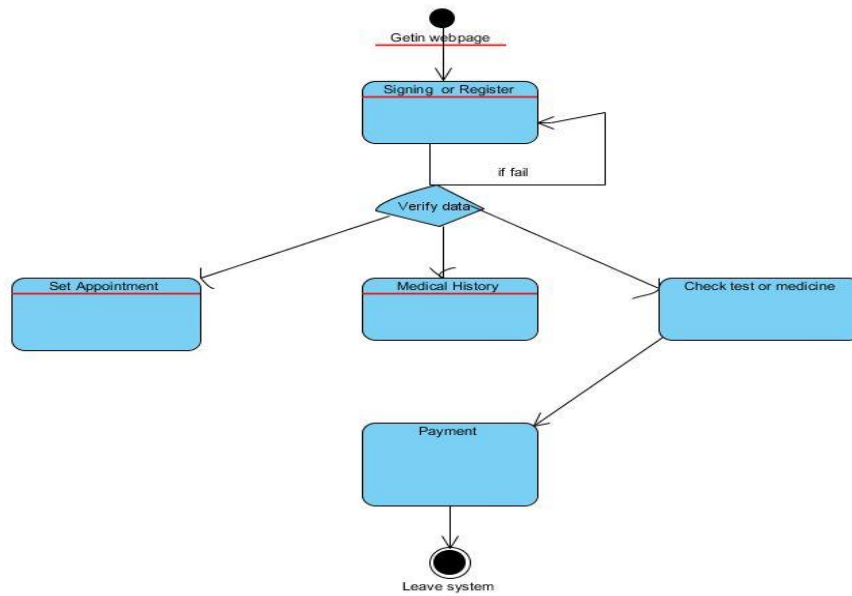 Getin webpage
Signing or Register
if fail
Verify data
Set Appointment
Medical History
Check test or medicine
Payment
Leave system